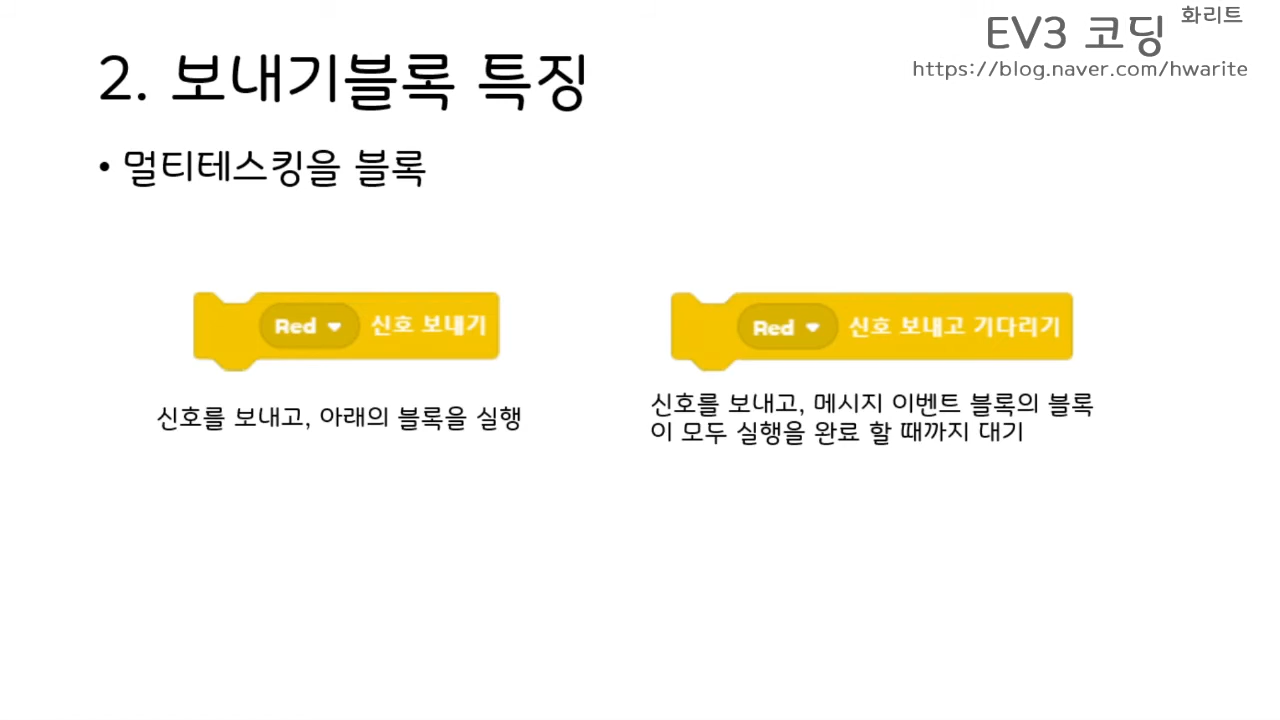 화리트
EV3 코딩
https://blog.naver.com/hwarite
2. 보내기블록 특징
• 멀티테스킹을 블록
Red 신호 보내기
신호를 보내고, 아래의 블록을 실행
Red 신호 보내고 기다리기
신호를 보내고, 메시지 이벤트 블록의 블록
이 모두 실행을 완료 할 때까지 대기